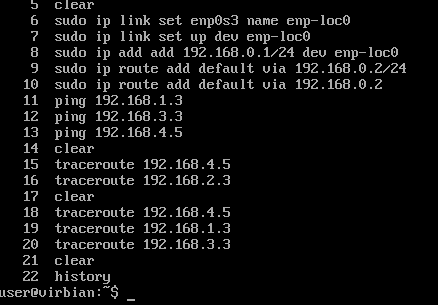 5 clear
6 sudo ip link set enp0s3 name enp-loc0
7 sudo ip link set up dev enp-loc0
8 sudo ip add add 192.168.0.1/24 dev enp-loc0
9 sudo ip route add default via 192.168.0.2/24
10 sudo ip route add default via 192.168.0.2
11 ping 192.168.1.3
12 ping 192.168.3.3
13 ping 192.168.4.5
14 clear
15 traceroute 192.168.4.5
16 traceroute 192.168.2.3
17 clear
18 traceroute 192.168.4.5
19 traceroute 192.168.1.3
20 traceroute 192.168.3.3
21 clear
22 history
user@virbian:~$ _